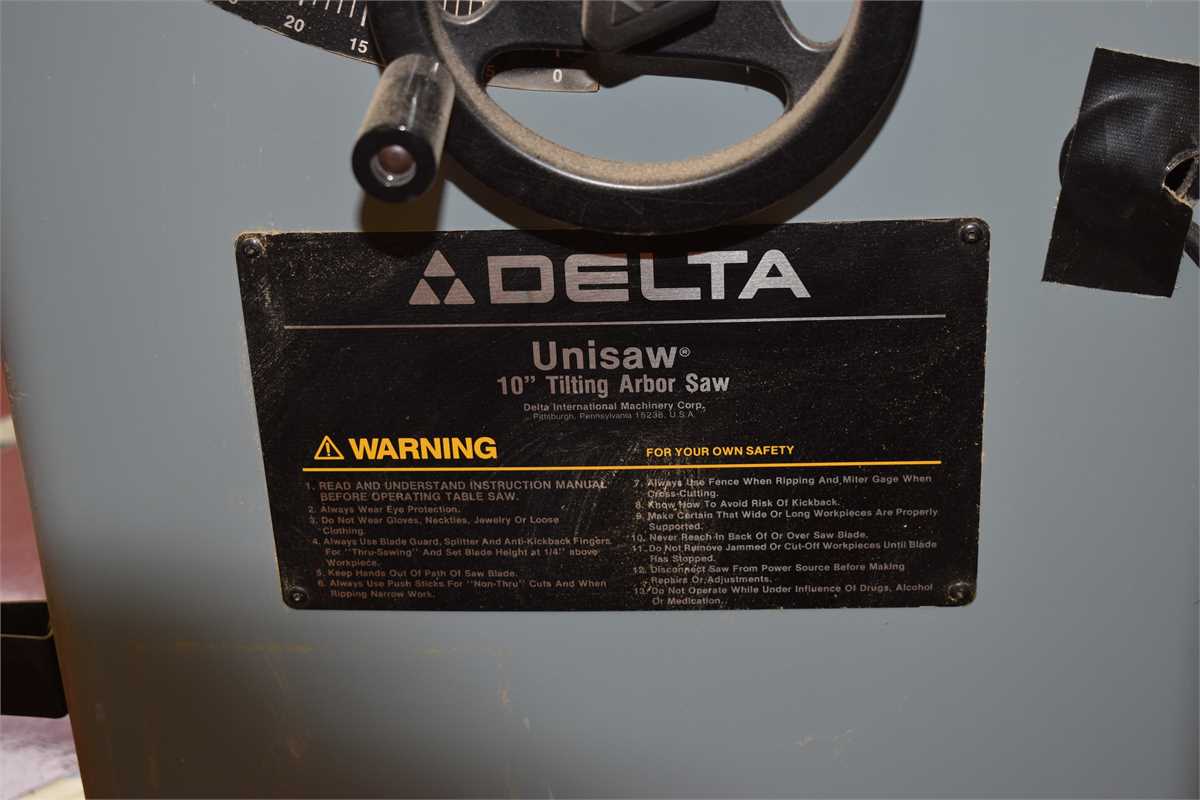 20
15
0
DELTA
Unisaw®
10” Tilting Arbor Saw
Delta International Machinery Corp.
Pittsburgh, Pennsylvania 15238, U.S.A.
WARNING
1. READ AND UNDERSTAND INSTRUCTION MANUAL
BEFORE OPERATING TABLE SAW.
2. Always Wear Eye Protection.
3. Do Not Wear Gloves, Neckties, Jewelry Or Loose
Clothing.
4. Always Use Blade Guard, Splitter And Anti-Kickback Fingers
For "Thru-Sawing" And Set Blade Height at 1/4" above
Workpiece.
5. Keep Hands Out Of Path Of Saw Blade.
6. Always Use Push Sticks For "Non-Thru" Cuts And When
Ripping Narrow Work.
FOR YOUR OWN SAFETY
7. Always Use Fence When Ripping And Miter Gage When
Cross-Cutting.
8. Know How To Avoid Risk Of Kickback.
9. Make Certain That Wide Or Long Workpieces Are Properly
Supported.
10. Never Reach In Back Of Or Over Saw Blade.
11. Do Not Remove Jammed Or Cut-Off Workpieces Until Blade
Has Stopped.
12. Disconnect Saw From Power Source Before Making
Repairs Or Adjustments.
13. Do Not Operate While Under Influence Of Drugs, Alcohol
Or Medication.